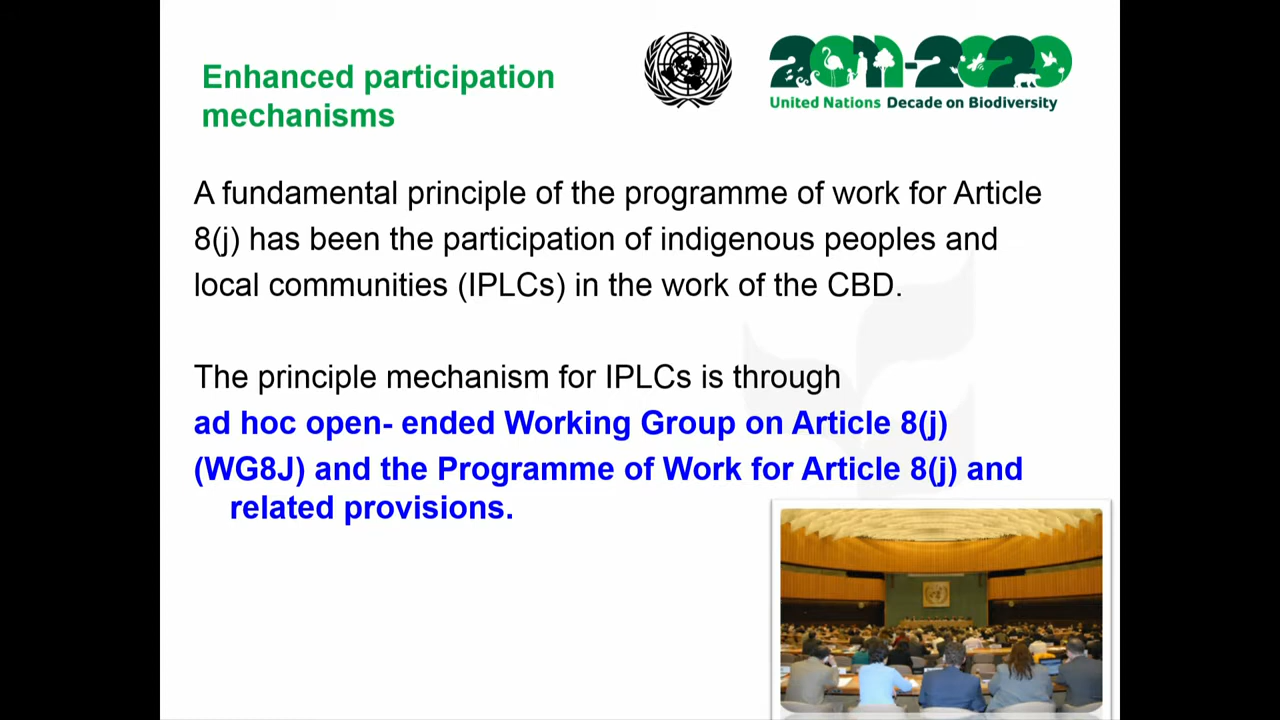 Enhanced participation
mechanisms
2011-2020
United Nations Decade on Biodiversity
A fundamental principle of the programme of work for Article
8(j) has been the participation of indigenous peoples and
local communities (IPLCs) in the work of the CBD.
The principle mechanism for IPLCs is through
ad hoc open- ended Working Group on Article 8(j)
(WG8J) and the Programme of Work for Article 8(j) and
related provisions.